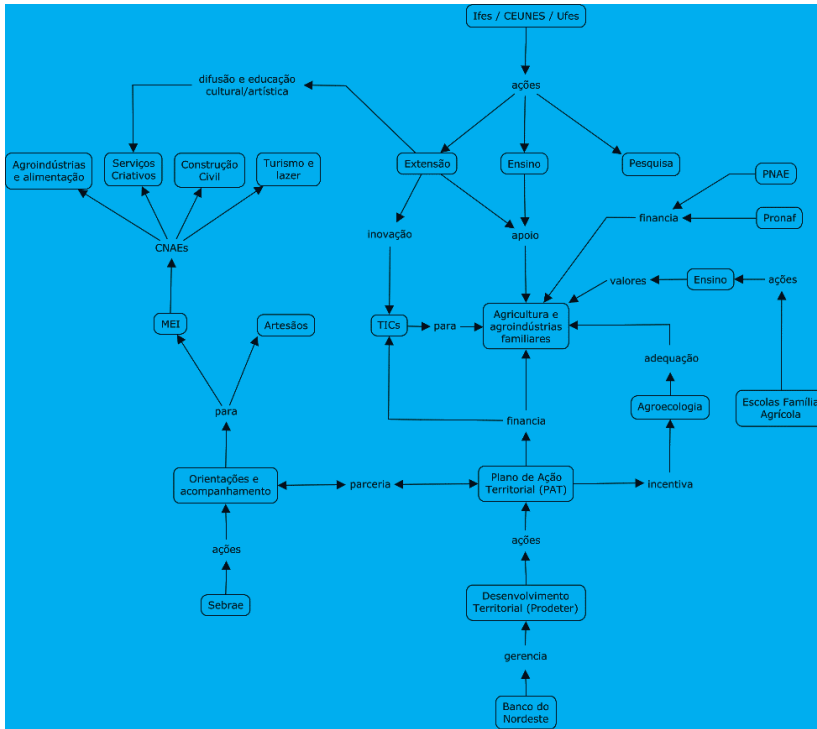 Ifes / CEUNES / Ufes
difusão e educação
cultural/artística
ações
Agroindústrias
e alimentação
Serviços
Criativos
Construção
Civil
Turismo e
lazer
Extensão
Ensino
Pesquisa
PNAE
financia
Pronaf
inovação
apoio
CNAEs
valores
Ensino
ações
MEI
Artesãos
TICs
para
Agricultura e
agroindústrias
familiares
adequação
para
financia
Agroecologia
Escolas Família
Agrícola
Orientações e
acompanhamento
parceria
Plano de Ação
Territorial (PAT)
incentiva
ações
ações
Sebrae
Desenvolvimento
Territorial (Prodeter)
gerencia
Banco do
Nordeste